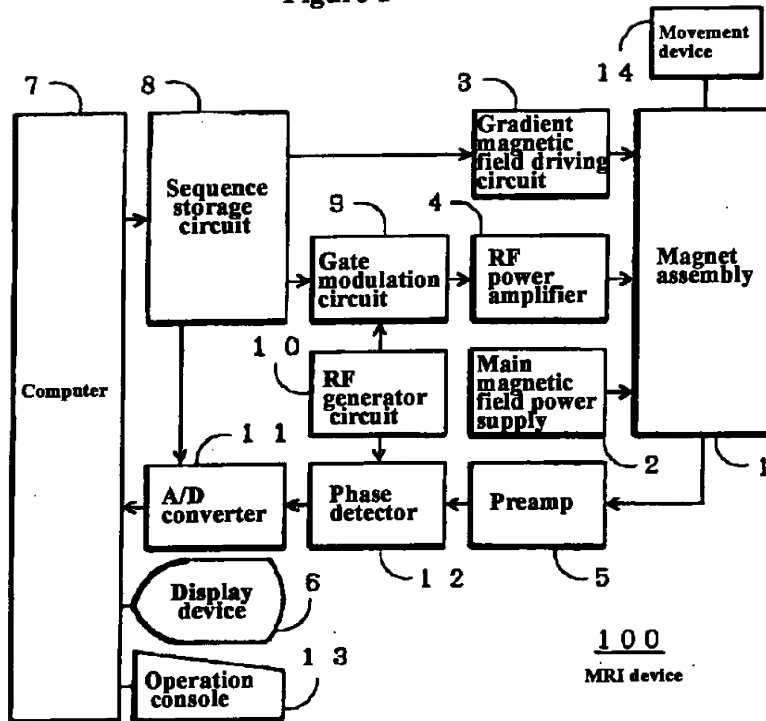 Figure
Movement
device
14
7
8
3
Gradient
magnetic
field driving
circuit
Sequence
storage
circuit
9
4
Gate
modulation
circuit
RF
power
amplifier
Magnet
assembly
10
Computer
RF
generator
circuit
Main
magnetic
field power
supply
11
2
1
A/D
converter
Phase
detector
Preamp
12
5
Display
device
6
13
Operation
console
100
MRI device